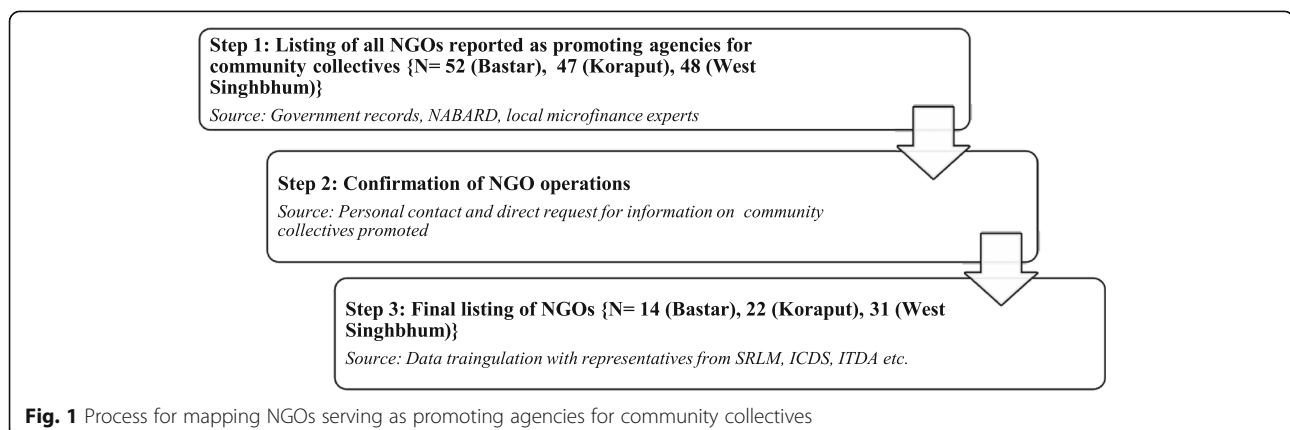 Step 1: Listing of all NGOs reported as promoting agencies for
community collectives {N= 52 (Bastar), 47 (Koraput), 48 (West
Singhbhum)}
Source: Government records, NABARD, local microfinance experts
Step 2: Confirmation of NGO operations
Source: Personal contact and direct request for information on community
collectives promoted
Step 3: Final listing of NGOs {N= 14 (Bastar), 22 (Koraput), 31 (West
Singhbhum)}
Source: Data traingulation with representatives from SRLM, ICDS, ITDA etc.
Fig. 1 Process for mapping NGOs serving as promoting agencies for community collectives